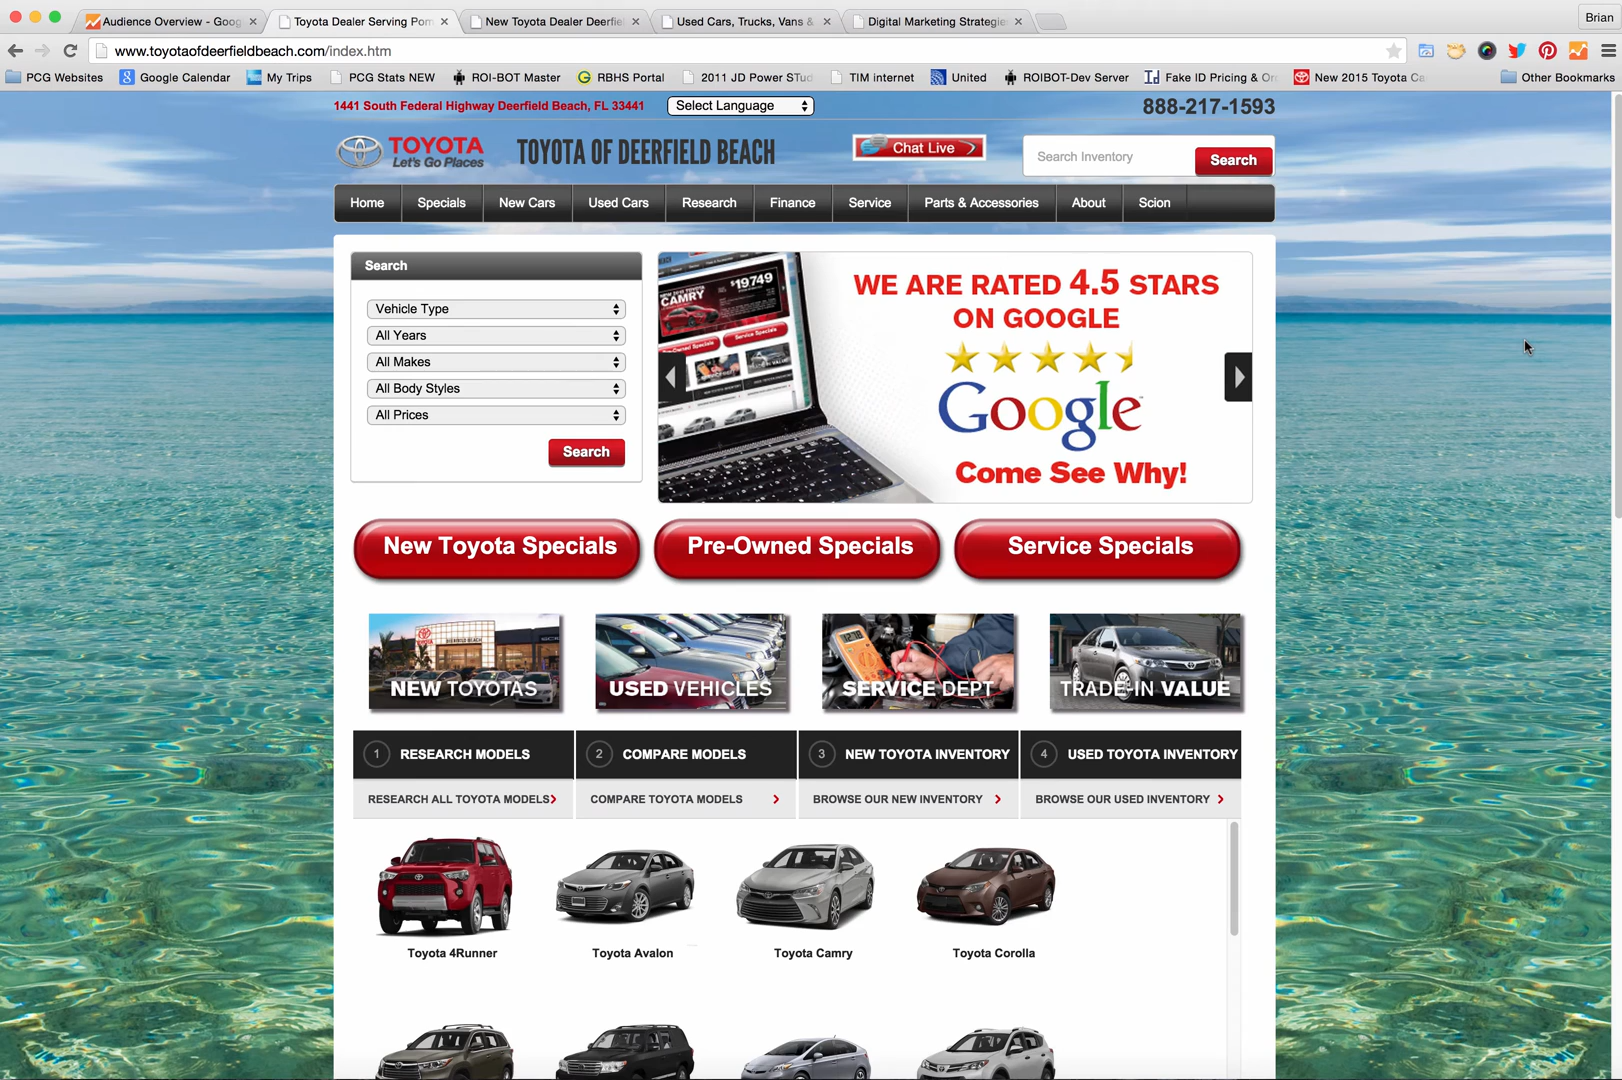 Audience Overview - Goog
Toyota Dealer Serving Pom
New Toyota Dealer Deerfiel
Used Cars, Trucks, Vans &
Digital Marketing Strategie
Brian
www.toyotaofdeerfieldbeach.com/index.htm
PCG Websites
Google Calendar
My Trips
PCG Stats NEW
ROI-BOT Master
RBHS Portal
2011 JD Power STud
TIM internet
United
ROIBOT-Dev Server
Fake ID Pricing & Or
New 2015 Toyota Ca
Other Bookmarks
1441 South Federal Highway Deerfield Beach, FL 33441
Select Language
888-217-1593
TOYOTA
Let's Go Places
TOYOTA OF DEERFIELD BEACH
Chat Live
Search Inventory
Search
Home
Specials
New Cars
Used Cars
Research
Finance
Service
Parts & Accessories
About
Scion
Search
Vehicle Type
All Years
All Makes
All Body Styles
All Prices
Search
CAMRY
$19749
Service Specials
WE ARE RATED 4.5 STARS
ON GOOGLE
Google
Come See Why!
New Toyota Specials
Pre-Owned Specials
Service Specials
DEERFIELD BEACH
NEW TOYOTAS
USED VEHICLES
SERVICE DEPT
TRADE-IN VALUE
1 RESEARCH MODELS
2 COMPARE MODELS
3 NEW TOYOTA INVENTORY
4 USED TOYOTA INVENTORY
RESEARCH ALL TOYOTA MODELS
COMPARE TOYOTA MODELS
BROWSE OUR NEW INVENTORY
BROWSE OUR USED INVENTORY
Toyota 4Runner
Toyota Avalon
Toyota Camry
Toyota Corolla